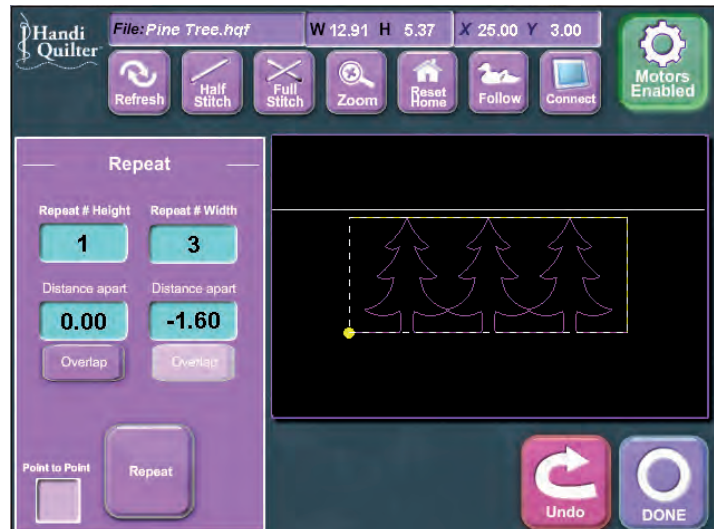 Handi
Quilter
File: Pine Tree.hqf W 12.91 H 5.37 X 25.00 Y 3.00
Refresh
Half
Stitch
Full
Stitch
Zoom
Reset
Home
Follow
Connect
Motors
Enabled
Repeat
Repeat # Height Repeat # Width
1 3
Distance apart Distance apart
0.00 -1.60
Overlap Overlap
Point to Point
Repeat
Undo
DONE